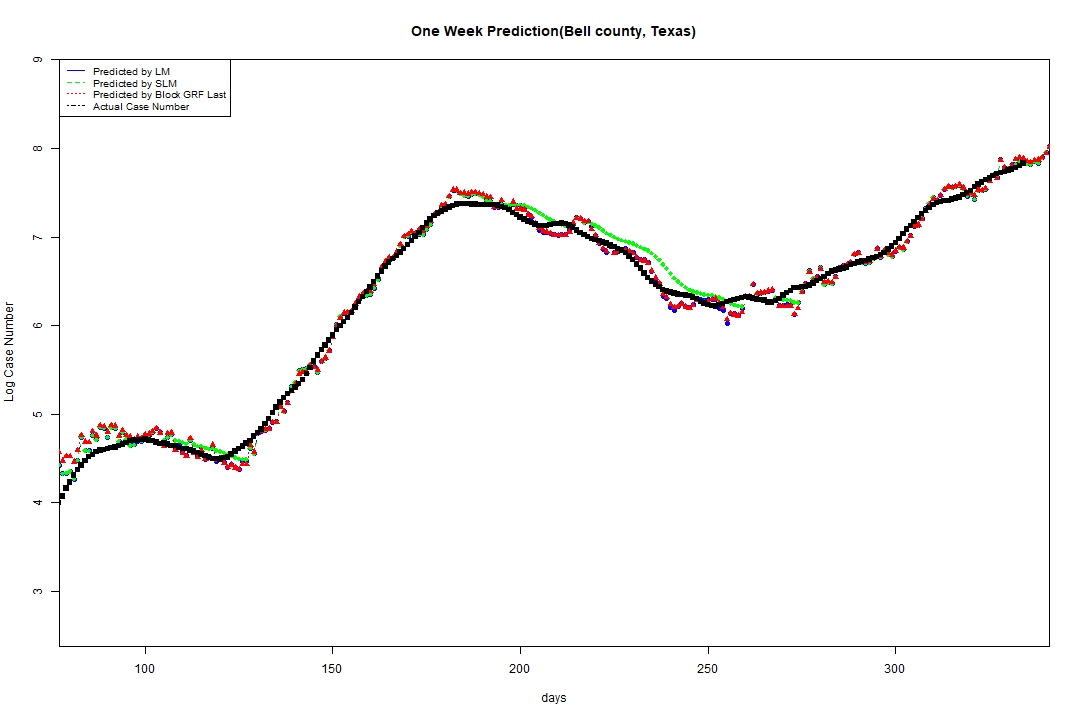 One Week Prediction(Bell county, Texas)
Predicted by LM
Predicted by SLM
Predicted by Block GRF Last
Actual Case Number
9
8
7
6
5
4
3
Log Case Number
100 150 200 250 300
days